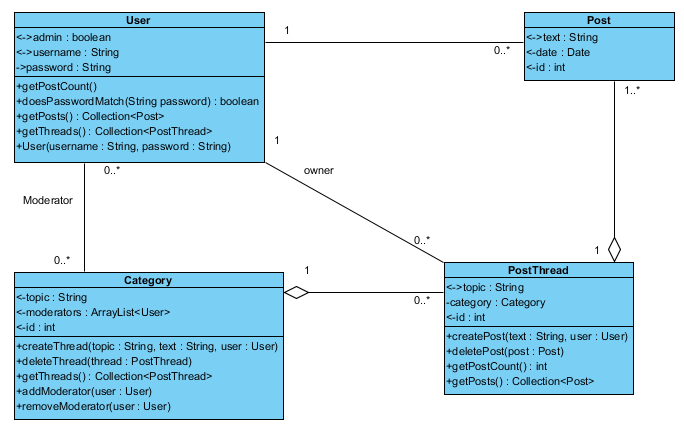 User
<->admin : boolean
<->username : String
->password : String
+getPostCount()
+doesPasswordMatch(String password) : boolean
+getPosts() : Collection<Post>
+getThreads() : Collection<PostThread>
+User(username : String, password : String)
1
0..*
Post
<->text : String
<-date : Date
<-id : int
1..*
1
owner
0..*
Moderator
0..*
0..*
1
Category
<-topic : String
<-moderators : ArrayList<User>
<-id : int
+createThread(topic : String, text : String, user : User)
+deleteThread(thread : PostThread)
+getThreads() : Collection<PostThread>
+addModerator(user : User)
+removeModerator(user : User)
1
0..*
PostThread
<->topic : String
-category : Category
<-id : int
+createPost(text : String, user : User)
+deletePost(post : Post)
+getPostCount() : int
+getPosts() : Collection<Post>